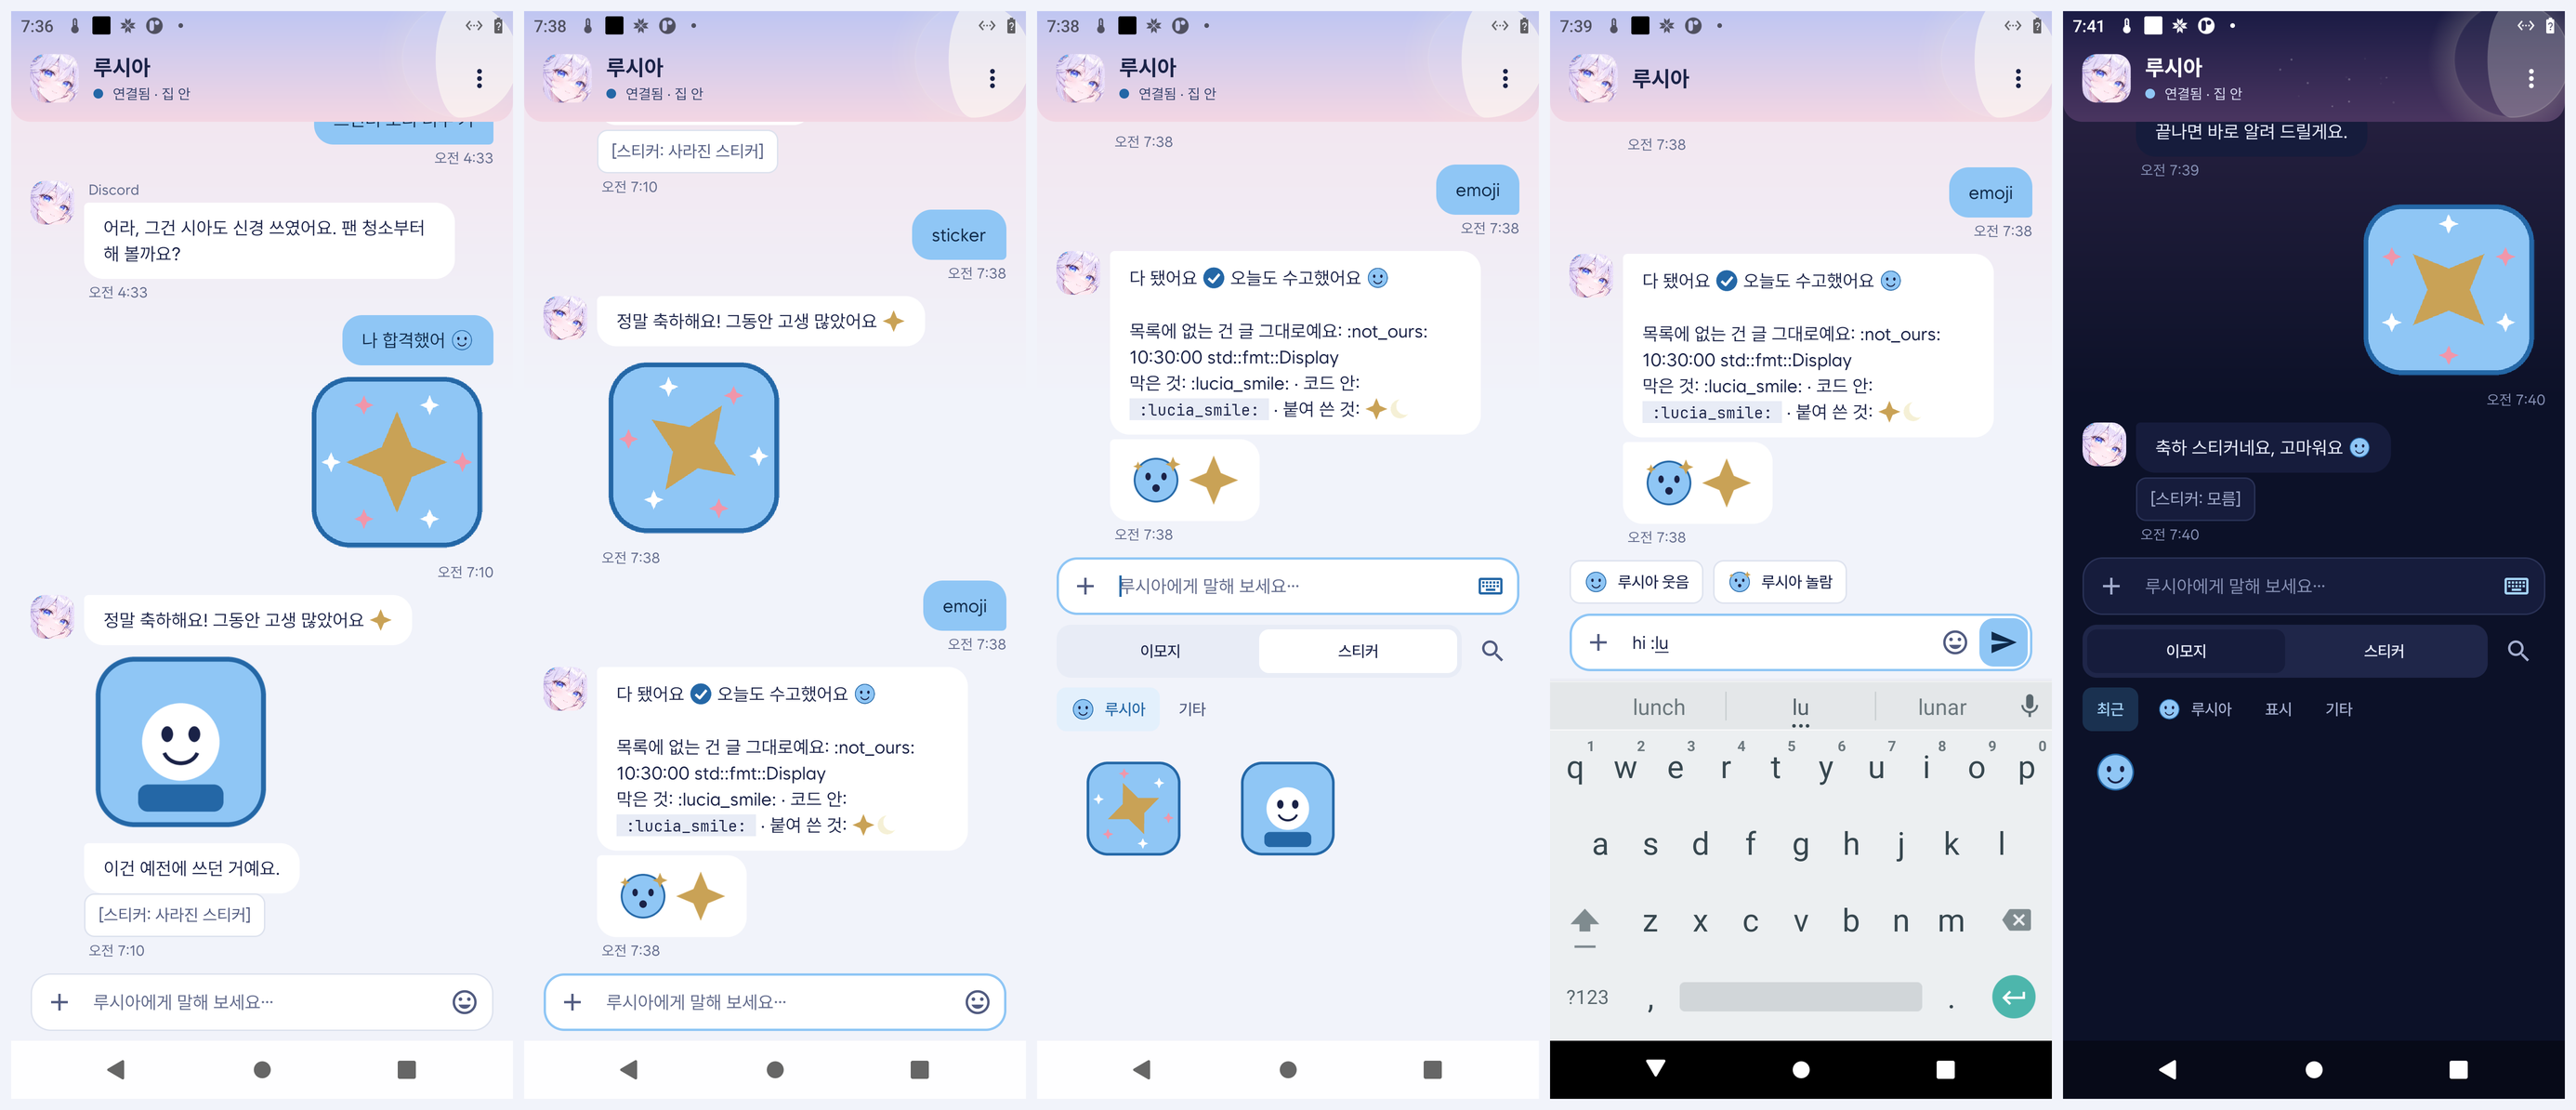 7:36
루시아
연결됨 · 집 안
오전 4:33
Discord
어라, 그건 시아도 신경 쓰였어요. 팬 청소부터
해 볼까요?
오전 4:33
나 합격했어
오전 7:10
정말 축하해요! 그동안 고생 많았어요
이건 예전에 쓰던 거예요.
[스티커: 사라진 스티커]
오전 7:10
루시아에게 말해 보세요…
7:38
루시아
연결됨 · 집 안
[스티커: 사라진 스티커]
오전 7:10
sticker
오전 7:38
정말 축하해요! 그동안 고생 많았어요
오전 7:38
emoji
오전 7:38
다 됐어요 오늘도 수고했어요
목록에 없는 건 글 그대로예요: :not_ours:
10:30:00 std::fmt::Display
막은 것: :lucia_smile: · 코드 안:
:lucia_smile: · 붙여 쓴 것:
오전 7:38
루시아에게 말해 보세요…
7:38
루시아
연결됨 · 집 안
오전 7:38
emoji
오전 7:38
다 됐어요 오늘도 수고했어요
목록에 없는 건 글 그대로예요: :not_ours:
10:30:00 std::fmt::Display
막은 것: :lucia_smile: · 코드 안:
:lucia_smile: · 붙여 쓴 것:
오전 7:38
루시아에게 말해 보세요…
이모지 스티커
루시아 기타
7:39
루시아
오전 7:38
emoji
오전 7:38
다 됐어요 오늘도 수고했어요
목록에 없는 건 글 그대로예요: :not_ours:
10:30:00 std::fmt::Display
막은 것: :lucia_smile: · 코드 안:
:lucia_smile: · 붙여 쓴 것:
오전 7:38
루시아 웃음 루시아 놀람
hi :lu
lunch lu lunar
1 2 3 4 5 6 7 8 9 0
q w e r t y u i o p
a s d f g h j k l
z x c v b n m
?123 , .
7:41
루시아
연결됨 · 집 안
끝나면 바로 알려 드릴게요.
오전 7:39
오전 7:40
축하 스티커네요, 고마워요
[스티커: 모름]
오전 7:40
루시아에게 말해 보세요…
이모지 스티커
최근 루시아 표시 기타